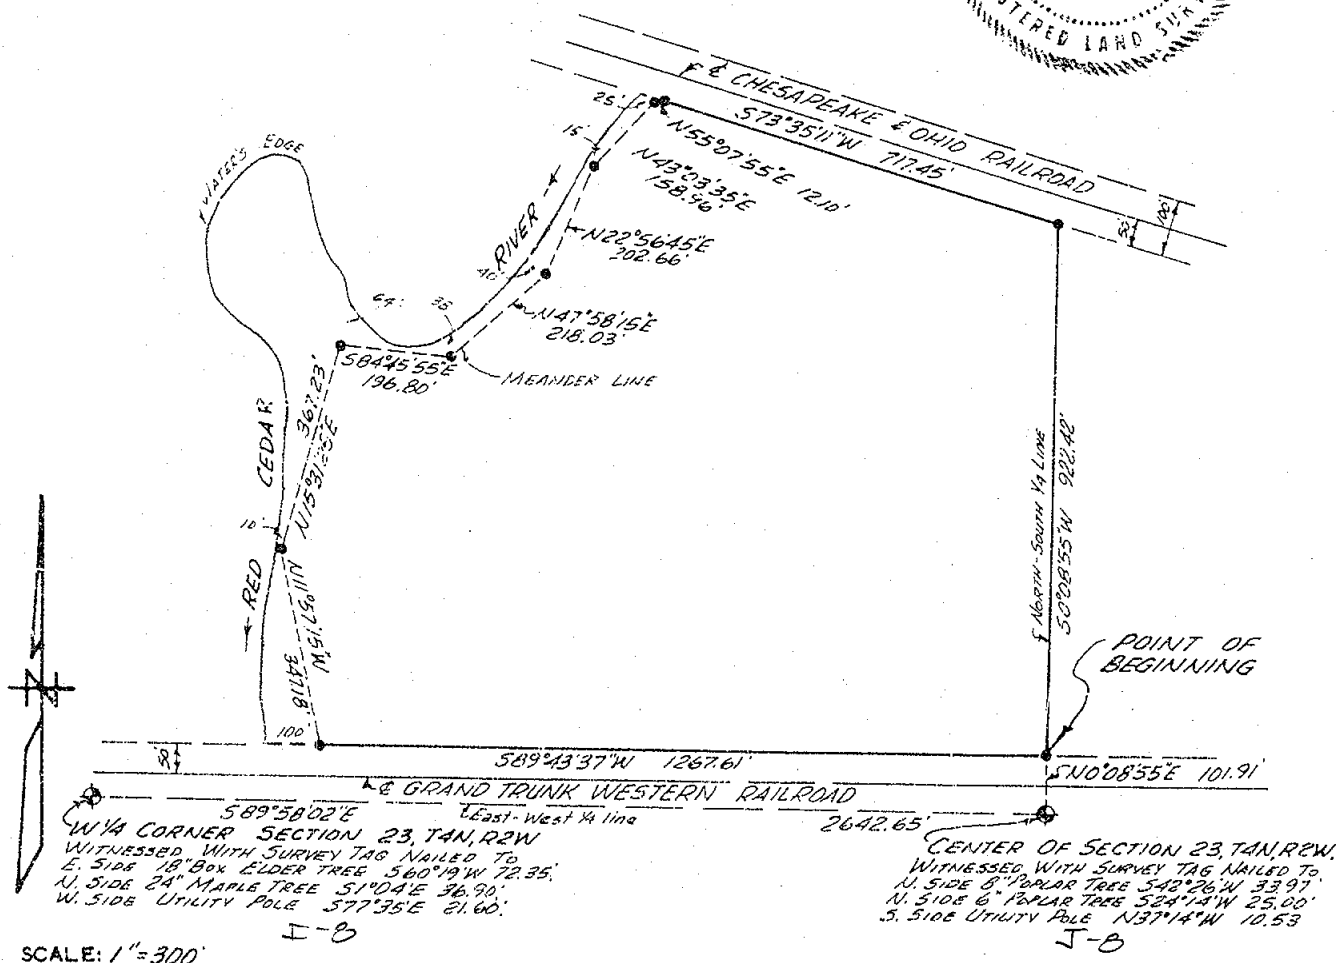 STERED LAND SUR
℄ CHESAPEAKE & OHIO RAILROAD
S73°35'11"W 717.45'
25'
N55°07'55"E 12.10'
15'
N43°03'35"E
158.96'
WATER'S EDGE
RIVER
N22°56'45"E
202.66'
50'
100'
40'
N47°58'15"E
218.03'
64'
35
S84°45'55"E
196.80'
MEANDER LINE
367.23'
CEDAR
10'
RED
N11°57'15"W
347.18'
NORTH-SOUTH 1/4 LINE
S0°08'55"W 922.42'
POINT OF
BEGINNING
N
100'
50'
S89°43'37"W 1267.61'
N0°08'55"E 101.91'
℄ GRAND TRUNK WESTERN RAILROAD
S89°58'02"E
East-West 1/4 line
2642.65'
W 1/4 CORNER SECTION 23, T4N, R2W
WITNESSED WITH SURVEY TAG NAILED TO
E. SIDE 18" BOX ELDER TREE S60°19'W 72.35'
N. SIDE 24" MAPLE TREE S1°04'E 36.90'
W. SIDE UTILITY POLE S77°35'E 21.60'
I-8
CENTER OF SECTION 23, T4N, R2W.
WITNESSED WITH SURVEY TAG NAILED TO
N. SIDE 8" POPLAR TREE S42°26'W 33.97'
N. SIDE 6" POPLAR TREE S24°14'W 25.00'
S. SIDE UTILITY POLE N37°14'W 10.53
J-8
SCALE: 1"=300'